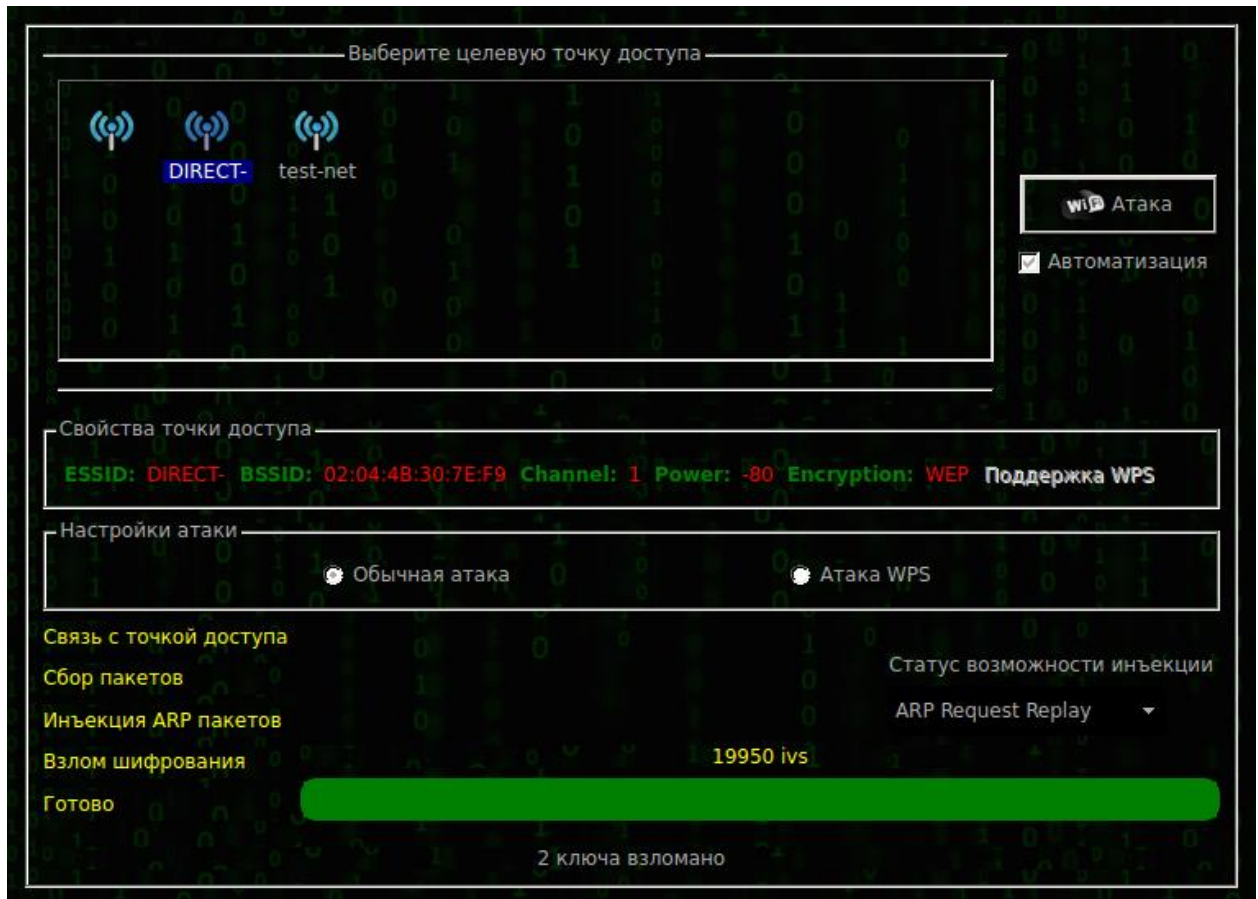 Выберите целевую точку доступа
DIRECT- test-net
WiFi Атака
Автоматизация
Свойства точки доступа
ESSID: DIRECT- BSSID: 02:04:4B:30:7E:F9 Channel: 1 Power: -80 Encryption: WEP Поддержка WPS
Настройки атаки
Обычная атака Атака WPS
Связь с точкой доступа
Статус возможности инъекции
Сбор пакетов
ARP Request Replay
Инъекция ARP пакетов
Взлом шифрования 19950 ivs
Готово
2 ключа взломано